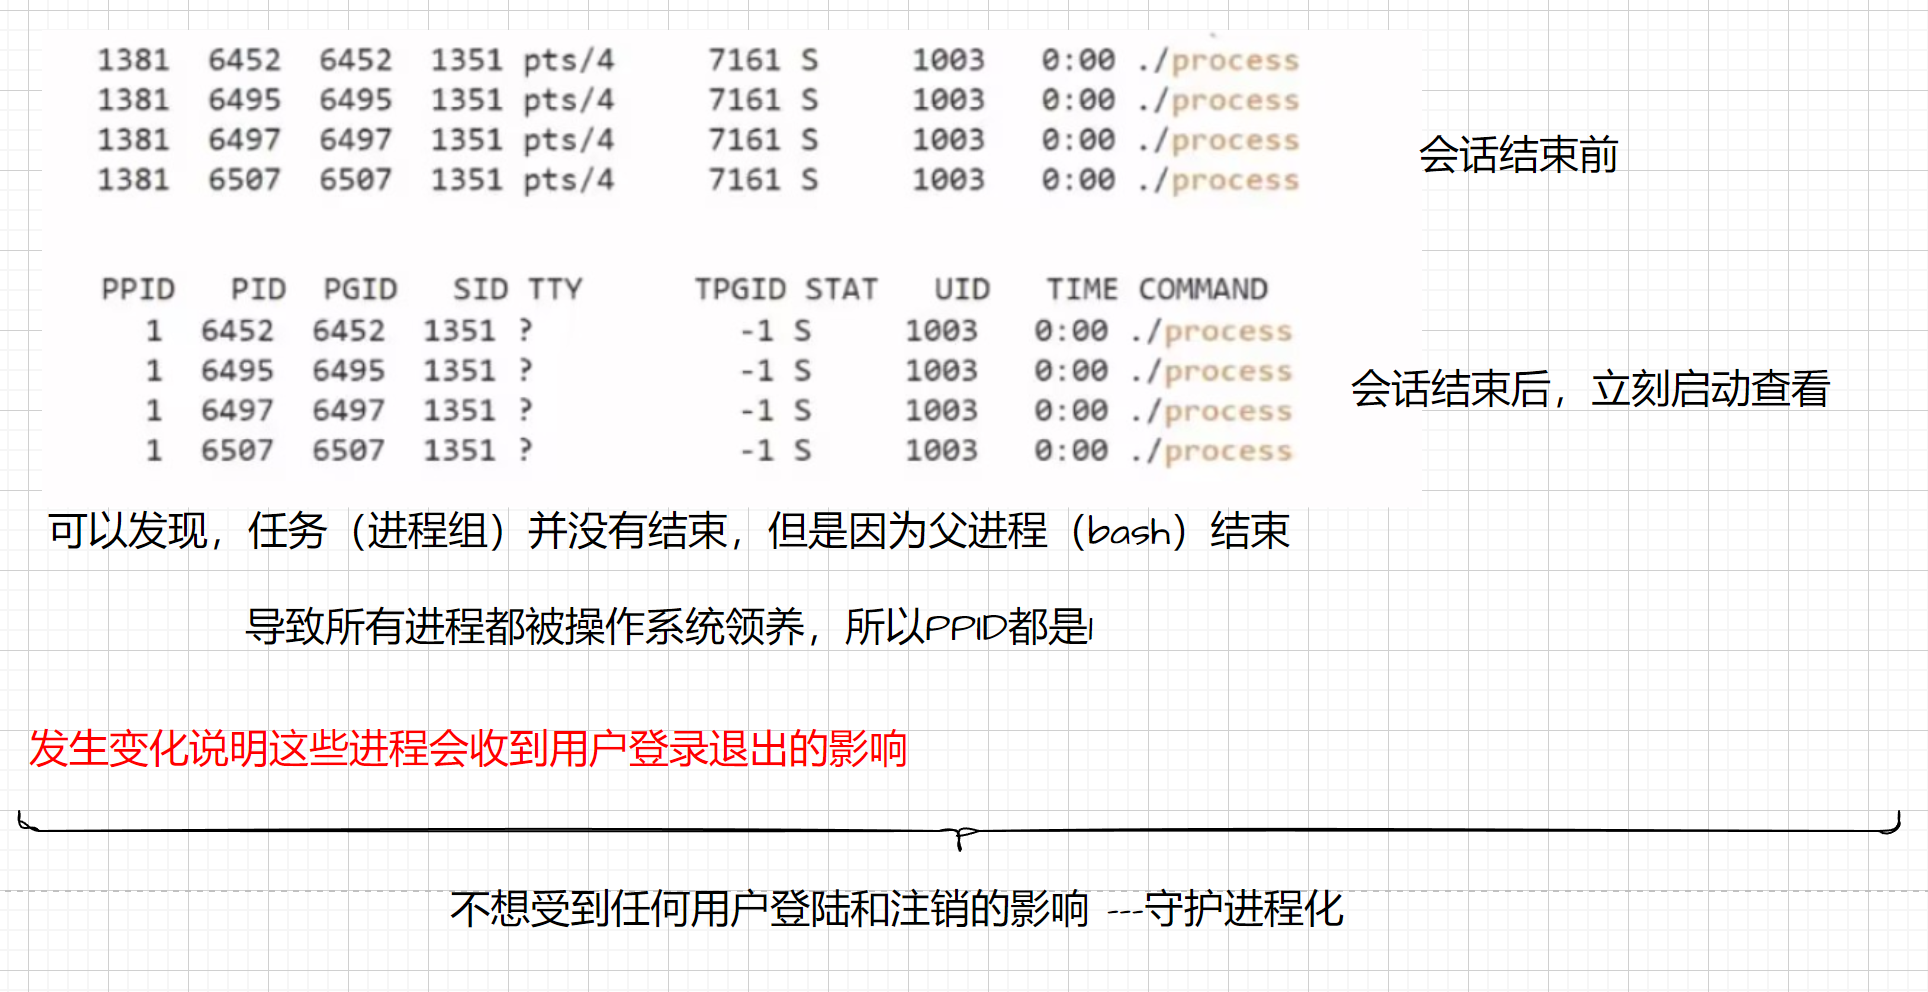 1381 6452 6452 1351 pts/4 7161 S 1003 0:00 ./process
1381 6495 6495 1351 pts/4 7161 S 1003 0:00 ./process
1381 6497 6497 1351 pts/4 7161 S 1003 0:00 ./process
1381 6507 6507 1351 pts/4 7161 S 1003 0:00 ./process
会话结束前
PPID PID PGID SID TTY TPGID STAT UID TIME COMMAND
1 6452 6452 1351 ? -1 S 1003 0:00 ./process
1 6495 6495 1351 ? -1 S 1003 0:00 ./process
1 6497 6497 1351 ? -1 S 1003 0:00 ./process
1 6507 6507 1351 ? -1 S 1003 0:00 ./process
会话结束后，立刻启动查看
可以发现，任务（进程组）并没有结束，但是因为父进程（bash）结束
导致所有进程都被操作系统领养，所以PPID都是1
发生变化说明这些进程会收到用户登录退出的影响
不想受到任何用户登陆和注销的影响 ---守护进程化